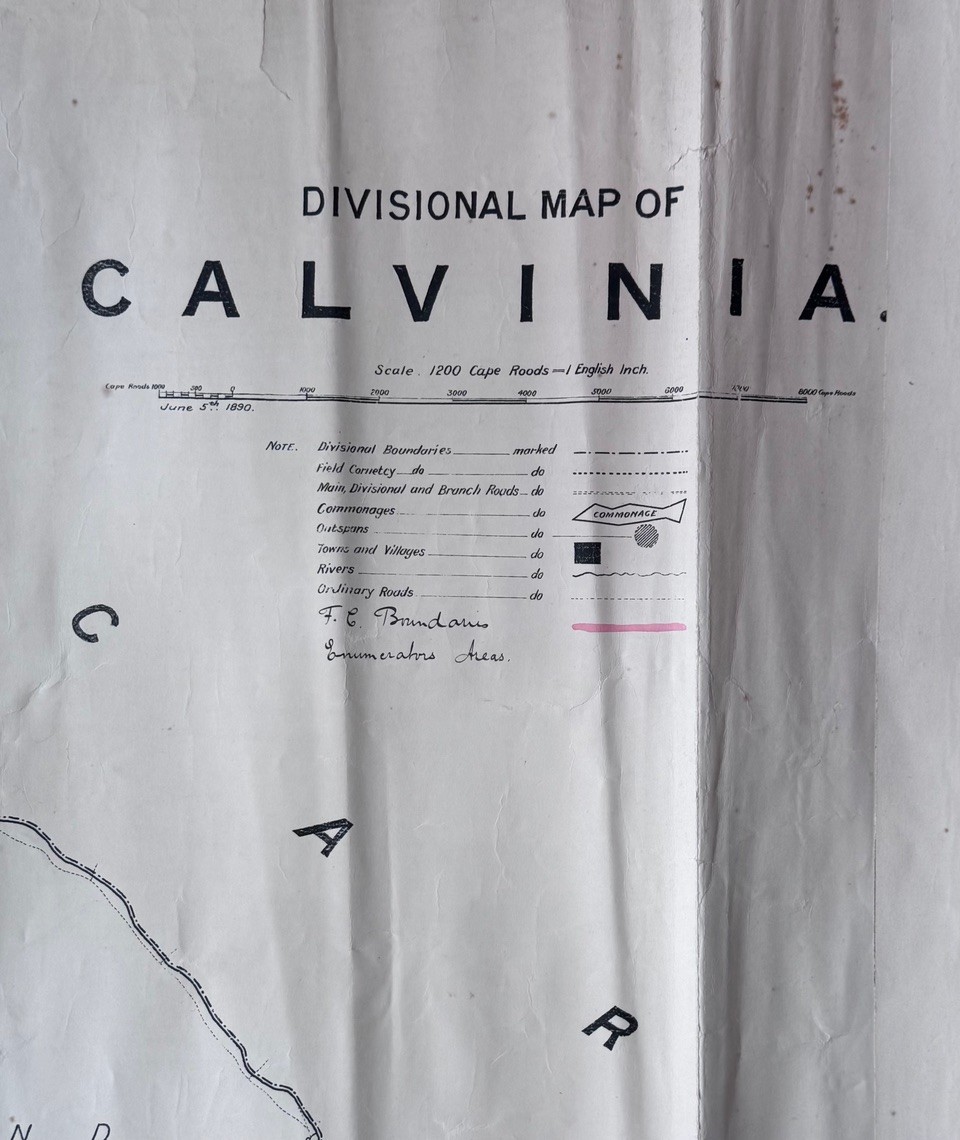 DIVISIONAL MAP OF
CALVINIA.
Scale. 1200 Cape Roods = 1 English Inch.
Cape Roods 1000 500 0 1000 2000 3000 4000 5000 6000 8000 Cape Roods
June 5th. 1890.
NOTE. Divisional Boundaries marked
Field Cornetcy do do
Main, Divisional and Branch Roads do
Commonages do COMMONAGE
Outspans do
Towns and Villages do
Rivers do
Ordinary Roads do
F. C. Boundaries
Enumerators Areas.
C
A
R
N D